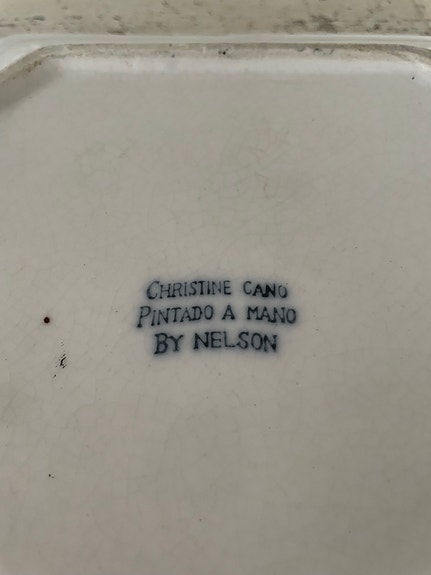 CHRISTINE CANO
PINTADO A MANO
BY NELSON